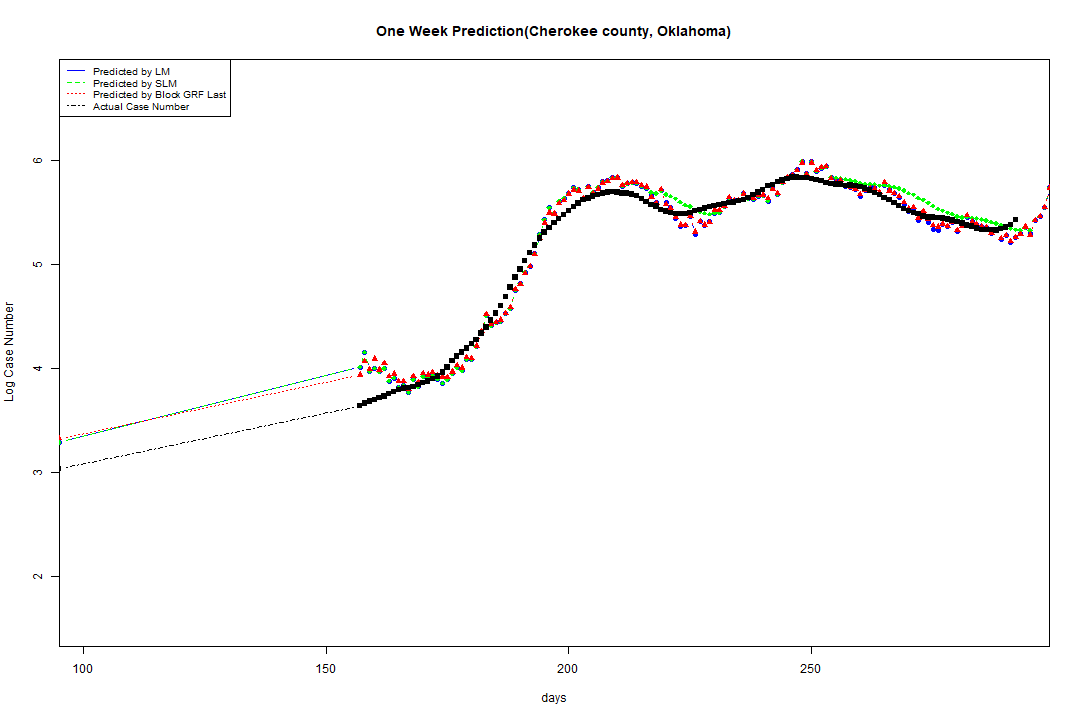 One Week Prediction(Cherokee county, Oklahoma)
Predicted by LM
Predicted by SLM
Predicted by Block GRF Last
Actual Case Number
6
5
4
3
2
Log Case Number
100 150 200 250
days